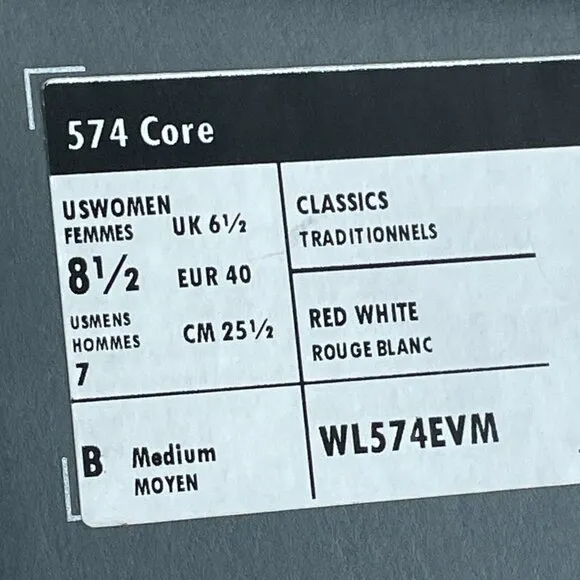 574 Core
USWOMEN
FEMMES
8½
UK 6½
EUR 40
USMENS
HOMMES
7
CM 25½
CLASSICS
TRADITIONNELS
RED WHITE
ROUGE BLANC
B Medium
MOYEN
WL574EVM